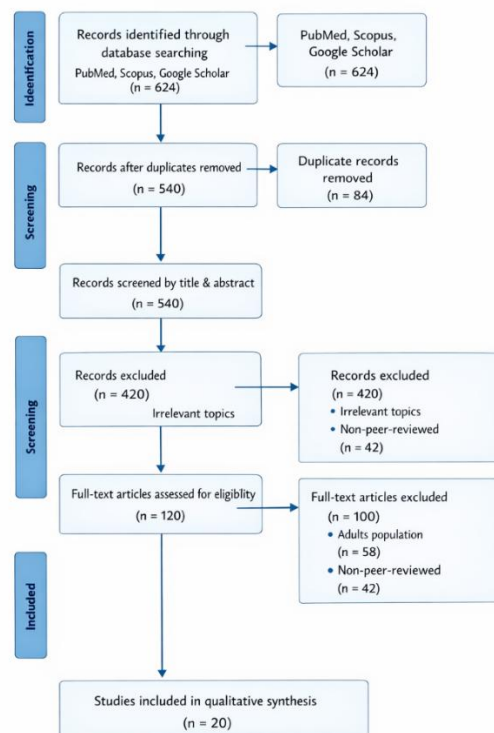 Ideenifcation
Records identified through
database searching
PubMed, Scopus, Google Scholar
(n = 624)
PubMed, Scopus,
Google Scholar
(n = 624)
Screening
Records after duplicates removed
(n = 540)
Duplicate records
removed
(n = 84)
Records screened by title & abstract
(n = 540)
Screening
Records excluded
(n = 420)
Irrelevant topics
Records excluded
(n = 420)
• Irrelevant topics
• Non-peer-reviewed
(n = 42)
Full-text articles assessed for eligiblity
(n = 120)
Full-text articles excluded
(n = 100)
• Adults population
(n = 58)
• Non-peer-reviewed
(n = 42)
Included
Studies included in qualitative synthesis
(n = 20)